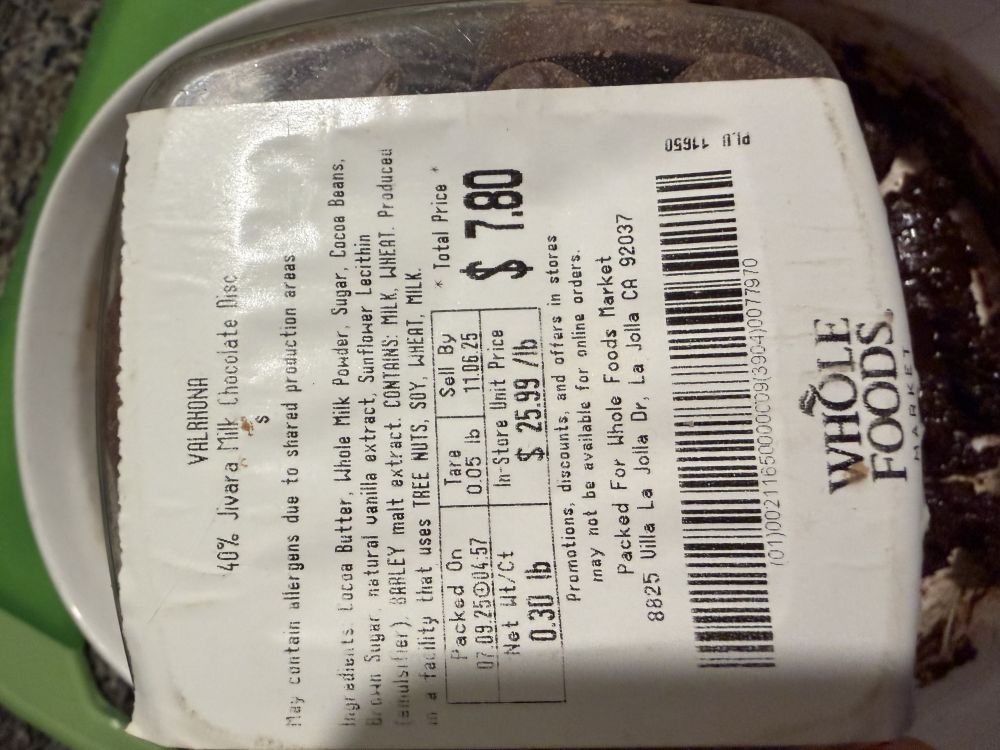 VALRHONA
40% Jivara Milk Chocolate Disc
s
May contain allergens due to shared production areas
Ingredients: Cocoa Butter, Whole Milk Powder, Sugar, Cocoa Beans,
Brown Sugar, natural vanilla extract, Sunflower Lecithin
(emulsifier), BARLEY malt extract. CONTAINS: MILK, WHEAT. Produced
in a facility that uses TREE NUTS, SOY, WHEAT, MILK.
Packed On Tare Sell By * Total Price *
07.09.25@04:57 0.05 lb 11.06.25 $ 7.80
Net Wt/Ct In-Store Unit Price
0.30 lb $ 25.99 /lb
Promotions, discounts, and offers in stores
may not be available for online orders.
Packed For Whole Foods Market
8825 Villa La Jolla Dr, La Jolla CA 92037
PLU 11650
(01)00211650000009(3904)0077970
WHOLE
FOODS
MARKET